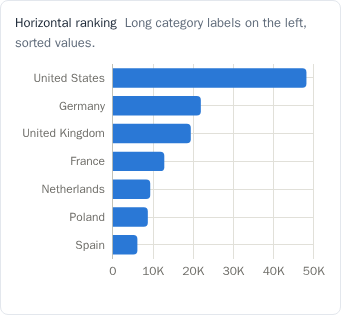 Horizontal ranking Long category labels on the left,
sorted values.
United States
Germany
United Kingdom
France
Netherlands
Poland
Spain
0 10K 20K 30K 40K 50K